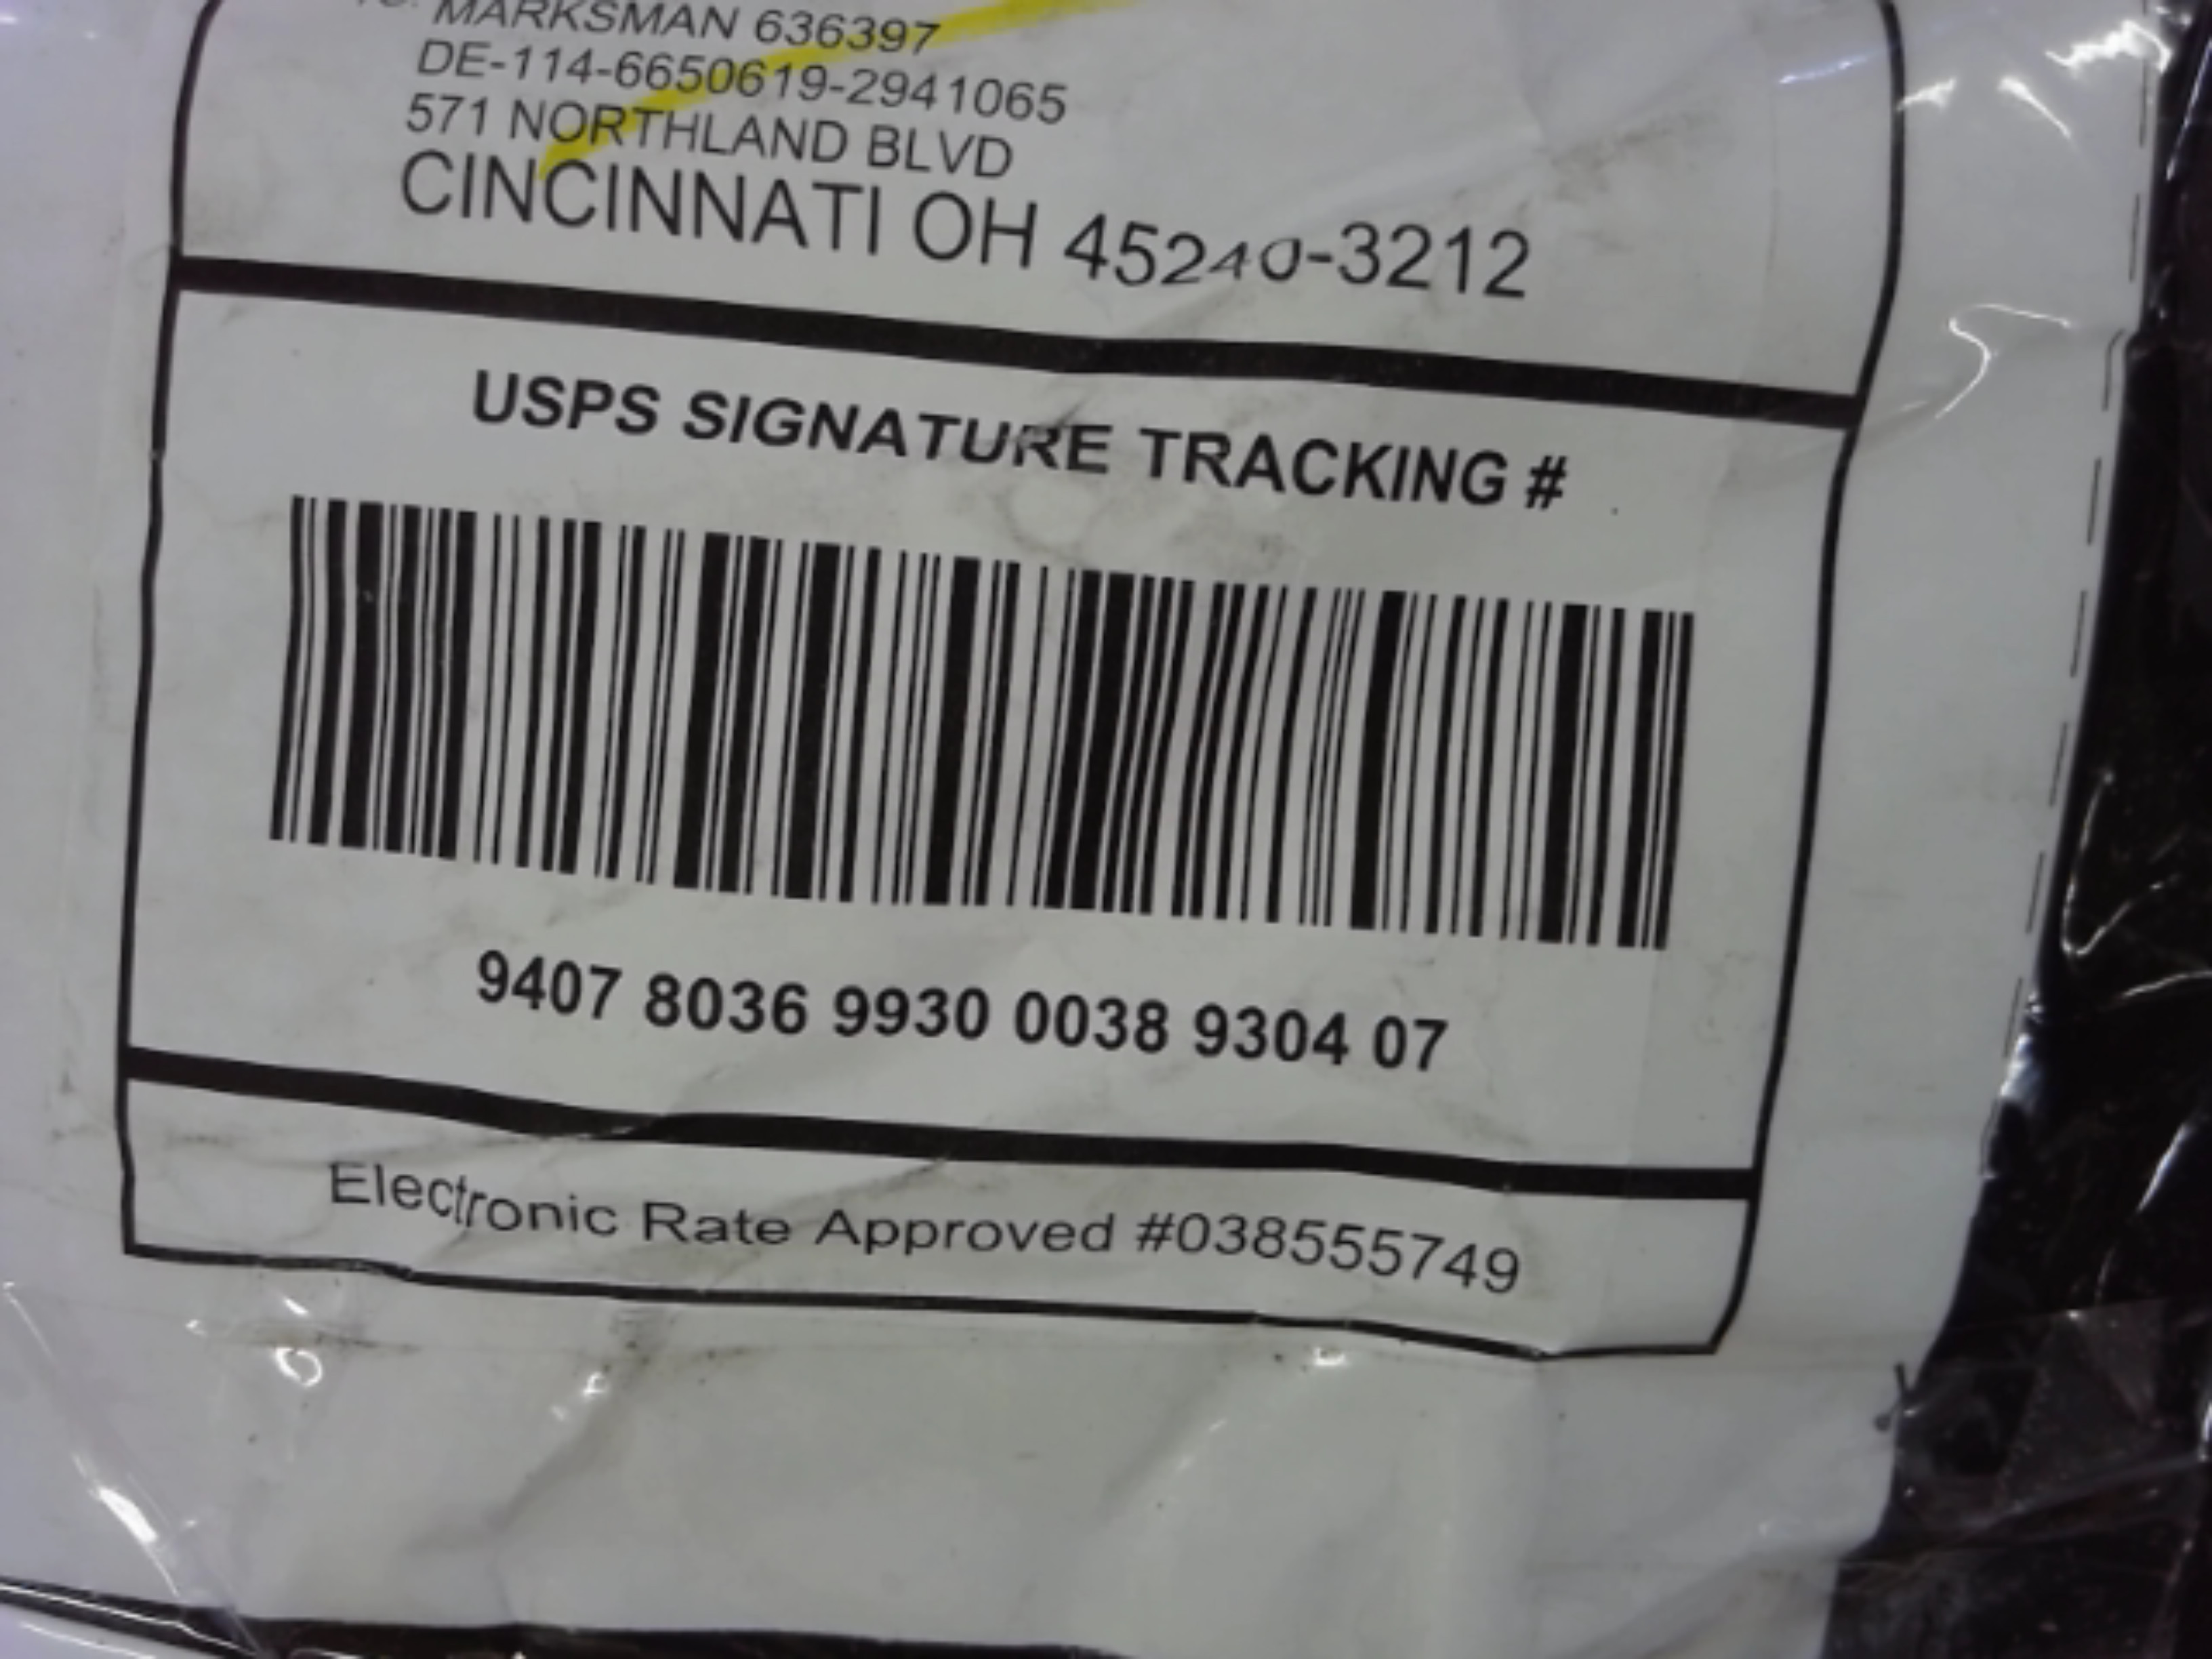 MARKSMAN 636397
DE-114-6650619-2941065
571 NORTHLAND BLVD
CINCINNATI OH 45240-3212
USPS SIGNATURE TRACKING #
9407 8036 9930 0038 9304 07
Electronic Rate Approved #038555749